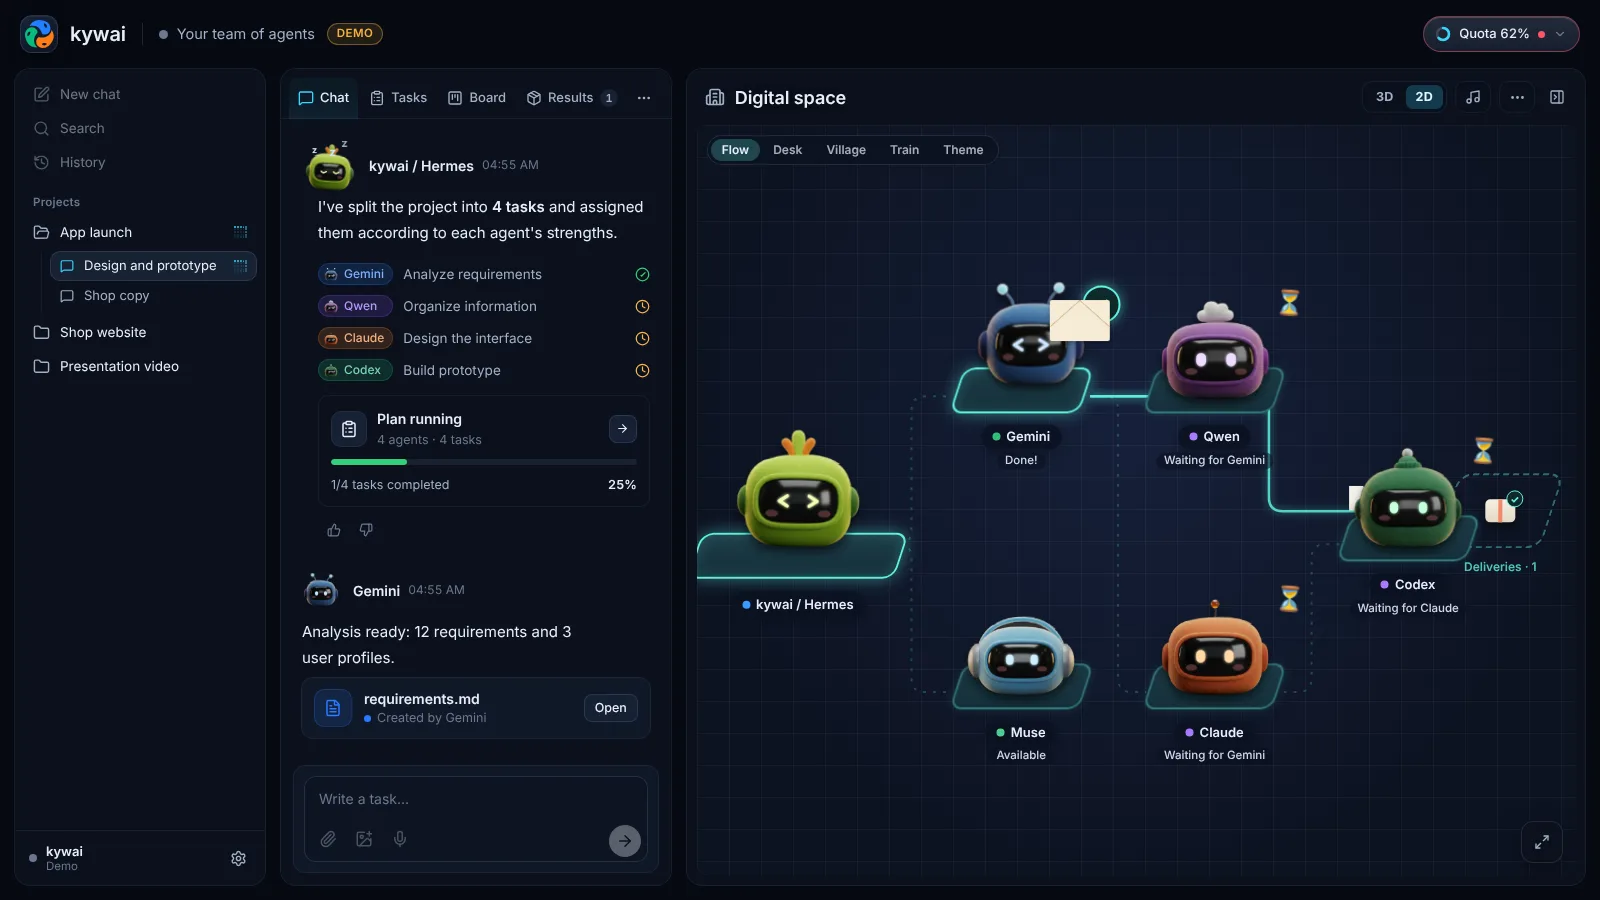 kywai
Your team of agents
DEMO
Quota 62%
New chat
Search
History
Projects
App launch
Design and prototype
Shop copy
Shop website
Presentation video
kywai
Demo
Chat
Tasks
Board
Results 1
z z z
kywai / Hermes 04:55 AM
I've split the project into 4 tasks and assigned
them according to each agent's strengths.
Gemini Analyze requirements
Qwen Organize information
Claude Design the interface
Codex Build prototype
Plan running
4 agents · 4 tasks
1/4 tasks completed 25%
Gemini 04:55 AM
Analysis ready: 12 requirements and 3
user profiles.
requirements.md
Created by Gemini
Open
Write a task...
Digital space
3D 2D
Flow Desk Village Train Theme
Gemini
Done!
Qwen
Waiting for Gemini
kywai / Hermes
Deliveries · 1
Codex
Waiting for Claude
Muse
Available
Claude
Waiting for Gemini